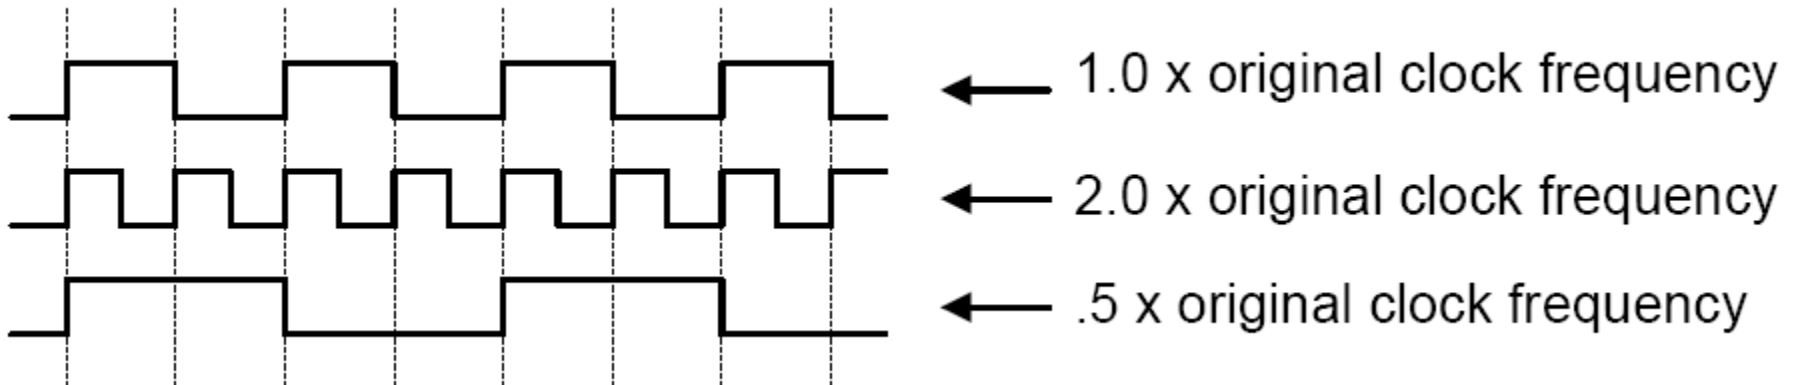 1.0 x original clock frequency
2.0 x original clock frequency
.5 x original clock frequency